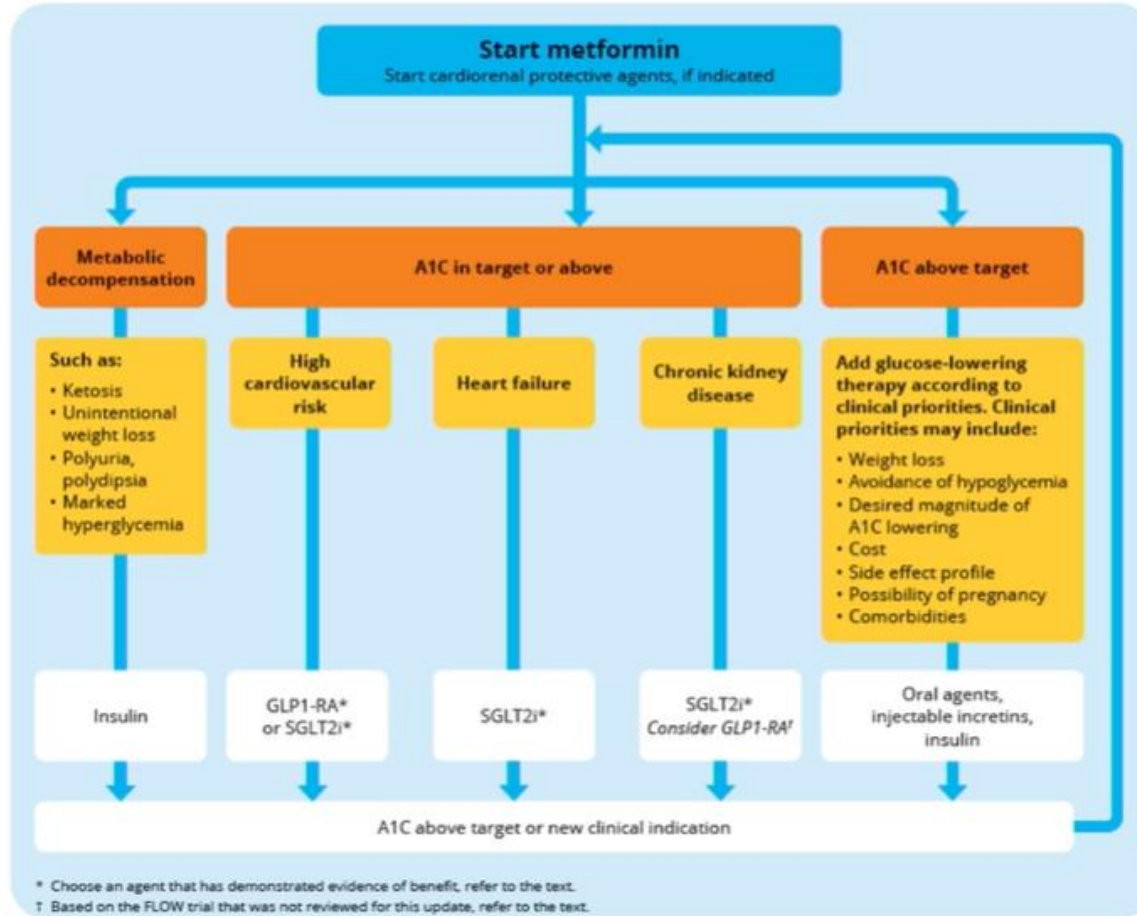 Start metformin
Start cardiorenal protective agents, if indicated
Metabolic
decompensation
A1C in target or above
A1C above target
Such as:
• Ketosis
• Unintentional
weight loss
• Polyuria,
polydipsia
• Marked
hyperglycemia
High
cardiovascular
risk
Heart failure
Chronic kidney
disease
Add glucose-lowering
therapy according to
clinical priorities. Clinical
priorities may include:
• Weight loss
• Avoidance of hypoglycemia
• Desired magnitude of
A1C lowering
• Cost
• Side effect profile
• Possibility of pregnancy
• Comorbidities
Insulin
GLP1-RA*
or SGLT2i*
SGLT2i*
SGLT2i*
Consider GLP1-RA†
Oral agents,
injectable incretins,
insulin
A1C above target or new clinical indication
* Choose an agent that has demonstrated evidence of benefit, refer to the text.
† Based on the FLOW trial that was not reviewed for this update, refer to the text.